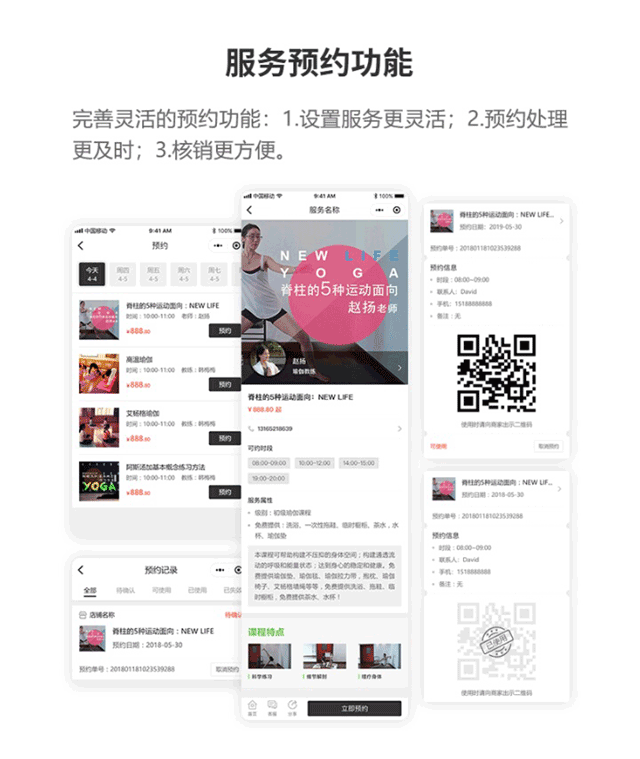 服务预约功能
完善灵活的预约功能：1.设置服务更灵活；2.预约处理
更及时；3.核销更方便。
中国移动 9:41 AM 100%
预约
今天 4-4
周四 4-5
周五 4-5
周六 4-5
周七 4-5
脊柱的5种运动面向：NEW LIFE
时间：10:00-11:00 老师：赵扬
¥888.80 预约
高温瑜伽
时间：10:00-11:00 教练：韩梅梅
¥888.80 预约
艾杨格瑜伽
时间：10:00-11:00 教练：韩梅梅
¥888.80 预约
阿斯汤加基本概念练习方法
时间：10:00-11:00 教练：韩梅梅
¥888.80 预约
预约记录
全部 待确认 可使用 已使用 已失效
店铺名称 待确认
脊柱的5种运动面向：NEW LIFE
预约日期：2018-05-30
预约单号：201801181023539288 取消预约
中国移动 9:41 AM 100%
服务名称
NEW LIFE
YOGA
脊柱的5种运动面向
赵扬老师
赵扬
瑜伽教练
脊柱的5种运动面向：NEW LIFE
¥888.80 起
13165218639
可约时段
08:00-09:00 10:00-12:00 14:00-15:00
19:00-20:00
服务属性
级别：初级瑜伽课程
免费提供：洗浴、一次性拖鞋、临时橱柜、茶水，水
杯、瑜伽垫
本课程可帮助构建不压抑的身体空间；构建通透流
动的呼吸和能量状态；达到身心的稳定和健康。免
费提供瑜伽垫、瑜伽毯、瑜伽拉力带，抱枕，瑜伽
椅子、艾杨格墙绳等等，免费提供洗浴、拖鞋、临
时橱柜，免费提供茶水、水杯！
课程特点
科学练习 细节解剖 理疗身体
首页 客服 分享 立即预约
脊柱的5种运动面向：NEW LIFE...
预约日期：2019-05-30
预约单号：201801181023539288
预约信息
时段：08:00~09:00
联系人：David
手机：15188888888
备注：无
使用时请向商家出示二维码
可使用 取消预约
脊柱的5种运动面向：NEW LIF...
预约日期：2018-05-30
预约单号：201801181023539288
预约信息
时段：08:00~09:00
联系人：David
手机：15188888888
备注：无
已使用
使用时请向商家出示二维码